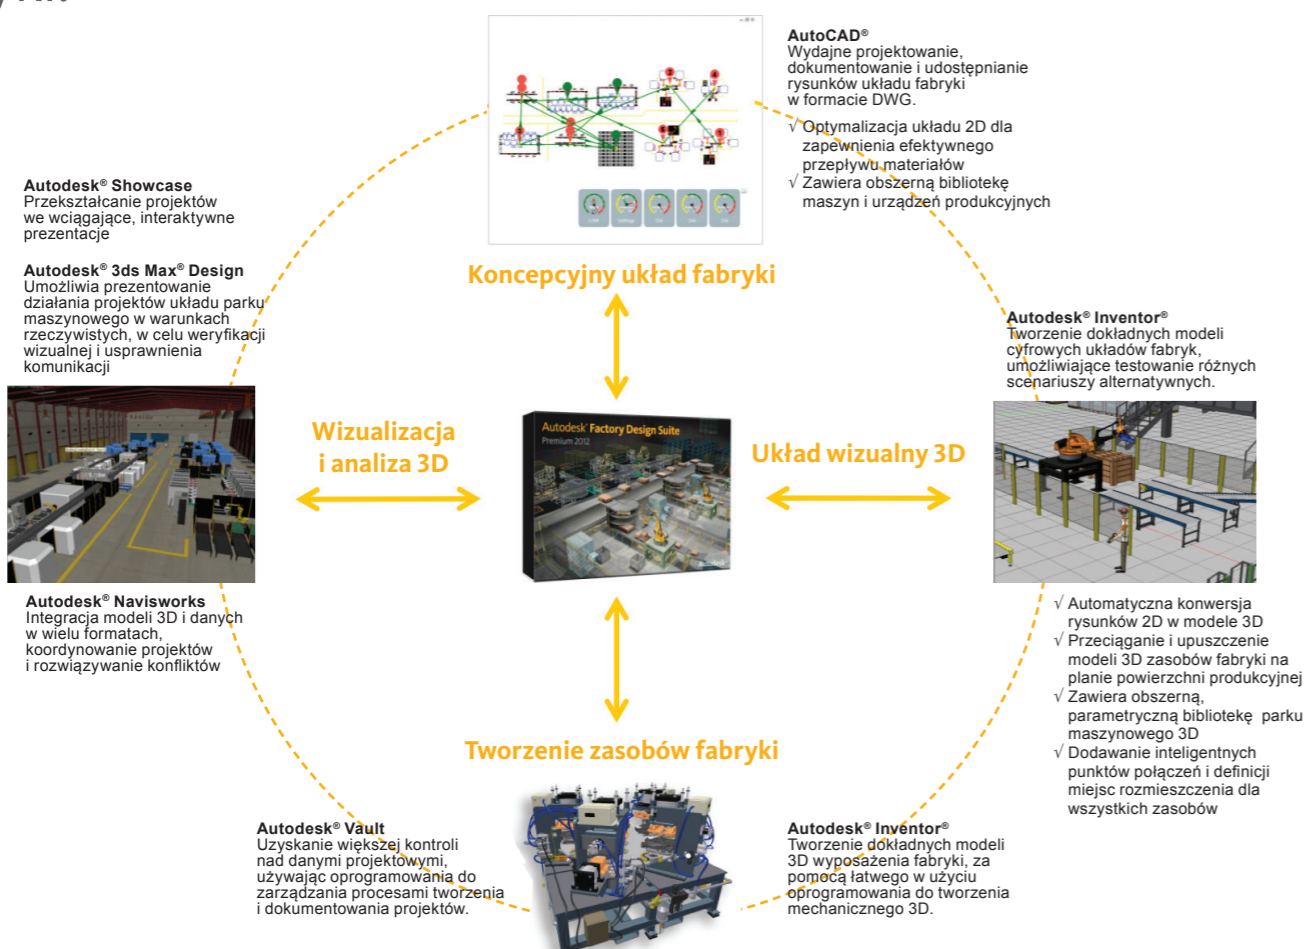 AutoCAD®
Wydajne projektowanie,
dokumentowanie i udostępnianie
rysunków układu fabryki
w formacie DWG.
√ Optymalizacja układu 2D dla
zapewnienia efektywnego
przepływu materiałów
√ Zawiera obszerną bibliotekę
maszyn i urządzeń produkcyjnych
Autodesk® Showcase
Przekształcanie projektów
we wciągające, interaktywne
prezentacje
Autodesk® 3ds Max® Design
Umożliwia prezentowanie
działania projektów układu parku
maszynowego w warunkach
rzeczywistych, w celu weryfikacji
wizualnej i usprawnienia
komunikacji
Koncepcyjny układ fabryki
Autodesk® Inventor®
Tworzenie dokładnych modeli
cyfrowych układów fabryk,
umożliwiające testowanie różnych
scenariuszy alternatywnych.
Wizualizacja
i analiza 3D
Autodesk® Factory Design Suite
Premium 2012
Autodesk
Układ wizualny 3D
Autodesk® Navisworks
Integracja modeli 3D i danych
w wielu formatach,
koordynowanie projektów
i rozwiązywanie konfliktów
√ Automatyczna konwersja
rysunków 2D w modele 3D
√ Przeciąganie i upuszczenie
modeli 3D zasobów fabryki na
planie powierzchni produkcyjnej
√ Zawiera obszerną,
parametryczną bibliotekę parku
maszynowego 3D
√ Dodawanie inteligentnych
punktów połączeń i definicji
miejsc rozmieszczenia dla
wszystkich zasobów
Tworzenie zasobów fabryki
Autodesk® Vault
Uzyskanie większej kontroli
nad danymi projektowymi,
używając oprogramowania do
zarządzania procesami tworzenia
i dokumentowania projektów.
Autodesk® Inventor®
Tworzenie dokładnych modeli
3D wyposażenia fabryki, za
pomocą łatwego w użyciu
oprogramowania do tworzenia
mechanicznego 3D.